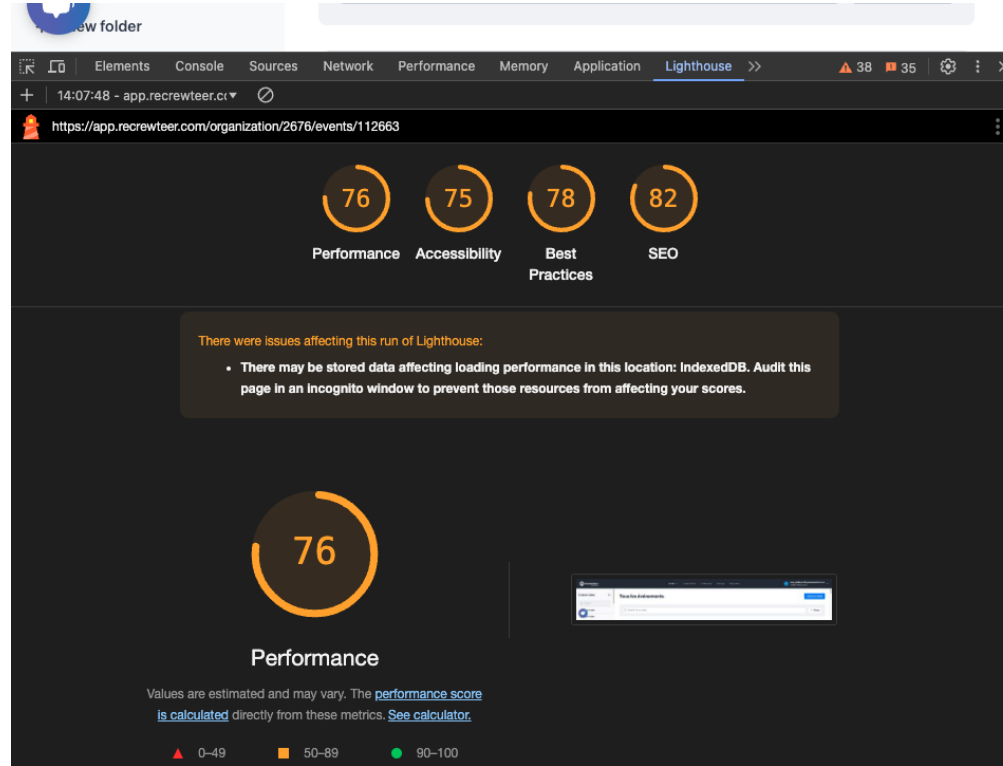 new folder
Elements Console Sources Network Performance Memory Application Lighthouse >> 38 35
14:07:48 - app.recrewteer.co
https://app.recrewteer.com/organization/2676/events/112663
76 75 78 82
Performance Accessibility Best Practices SEO
There were issues affecting this run of Lighthouse:
• There may be stored data affecting loading performance in this location: IndexedDB. Audit this
page in an incognito window to prevent those resources from affecting your scores.
76
Tous les événements
Performance
Values are estimated and may vary. The performance score
is calculated directly from these metrics. See calculator.
0–49 50–89 90–100